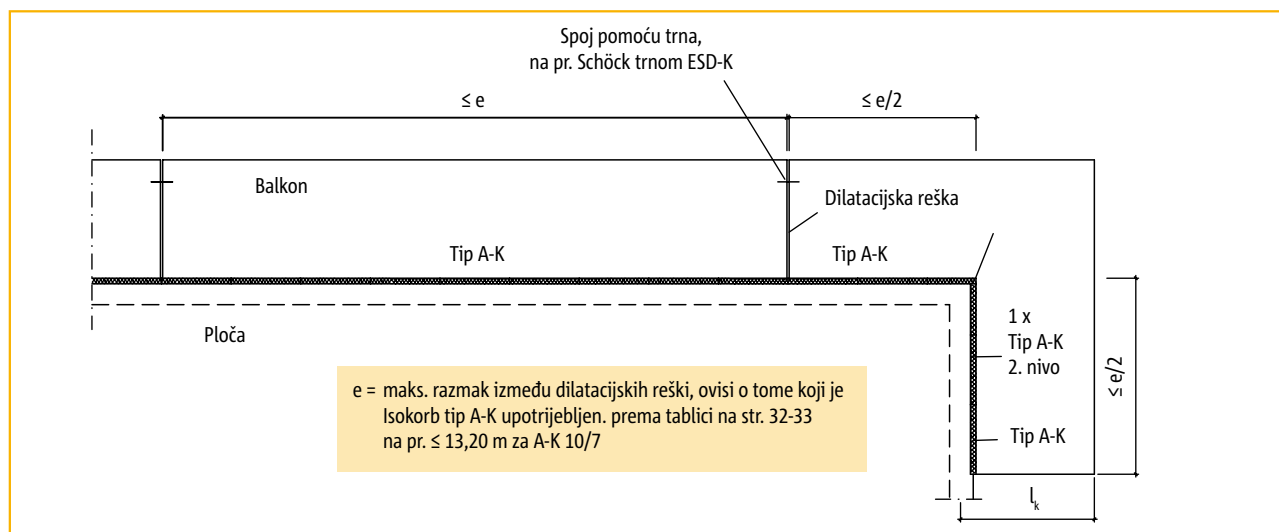 Spoj pomoću trna,
na pr. Schöck trnom ESD-K
≤ e
≤ e/2
Balkon
Dilatacijska reška
Tip A-K
Tip A-K
Ploča
1 x
Tip A-K
2. nivo
≤ e/2
e = maks. razmak između dilatacijskih reški, ovisi o tome koji je
Isokorb tip A-K upotrijebljen. prema tablici na str. 32-33
na pr. ≤ 13,20 m za A-K 10/7
Tip A-K
lk